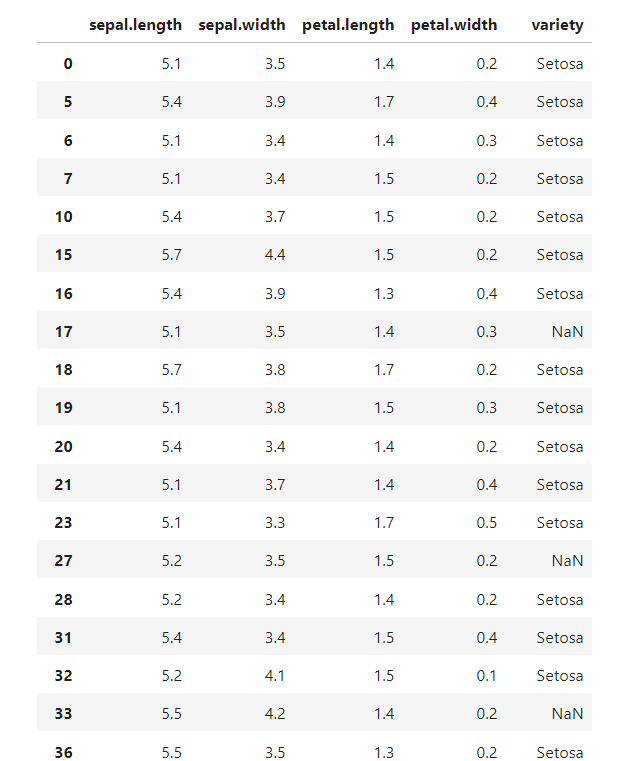 sepal.length sepal.width petal.length petal.width variety
0 5.1 3.5 1.4 0.2 Setosa
5 5.4 3.9 1.7 0.4 Setosa
6 5.1 3.4 1.4 0.3 Setosa
7 5.1 3.4 1.5 0.2 Setosa
10 5.4 3.7 1.5 0.2 Setosa
15 5.7 4.4 1.5 0.2 Setosa
16 5.4 3.9 1.3 0.4 Setosa
17 5.1 3.5 1.4 0.3 NaN
18 5.7 3.8 1.7 0.2 Setosa
19 5.1 3.8 1.5 0.3 Setosa
20 5.4 3.4 1.4 0.2 Setosa
21 5.1 3.7 1.4 0.4 Setosa
23 5.1 3.3 1.7 0.5 Setosa
27 5.2 3.5 1.5 0.2 NaN
28 5.2 3.4 1.4 0.2 Setosa
31 5.4 3.4 1.5 0.4 Setosa
32 5.2 4.1 1.5 0.1 Setosa
33 5.5 4.2 1.4 0.2 NaN
36 5.5 3.5 1.3 0.2 Setosa